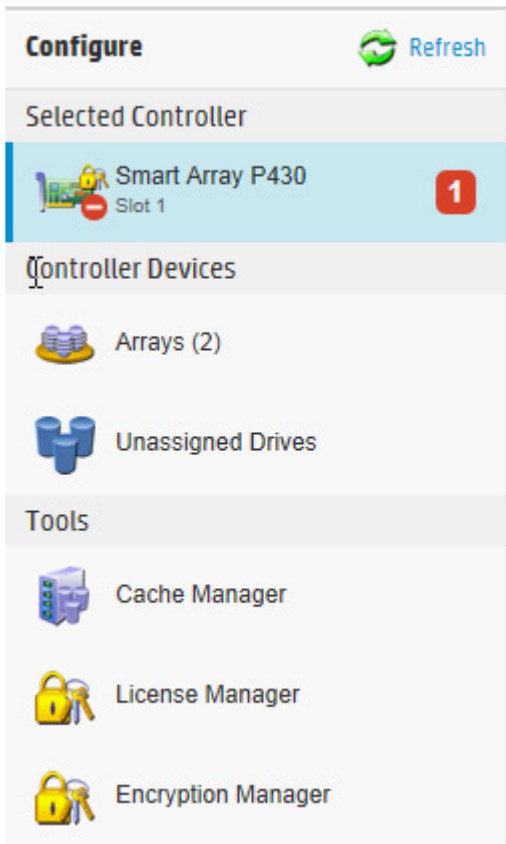 Configure
Refresh
Selected Controller
Smart Array P430
Slot 1
1
Controller Devices
Arrays (2)
Unassigned Drives
Tools
Cache Manager
License Manager
Encryption Manager